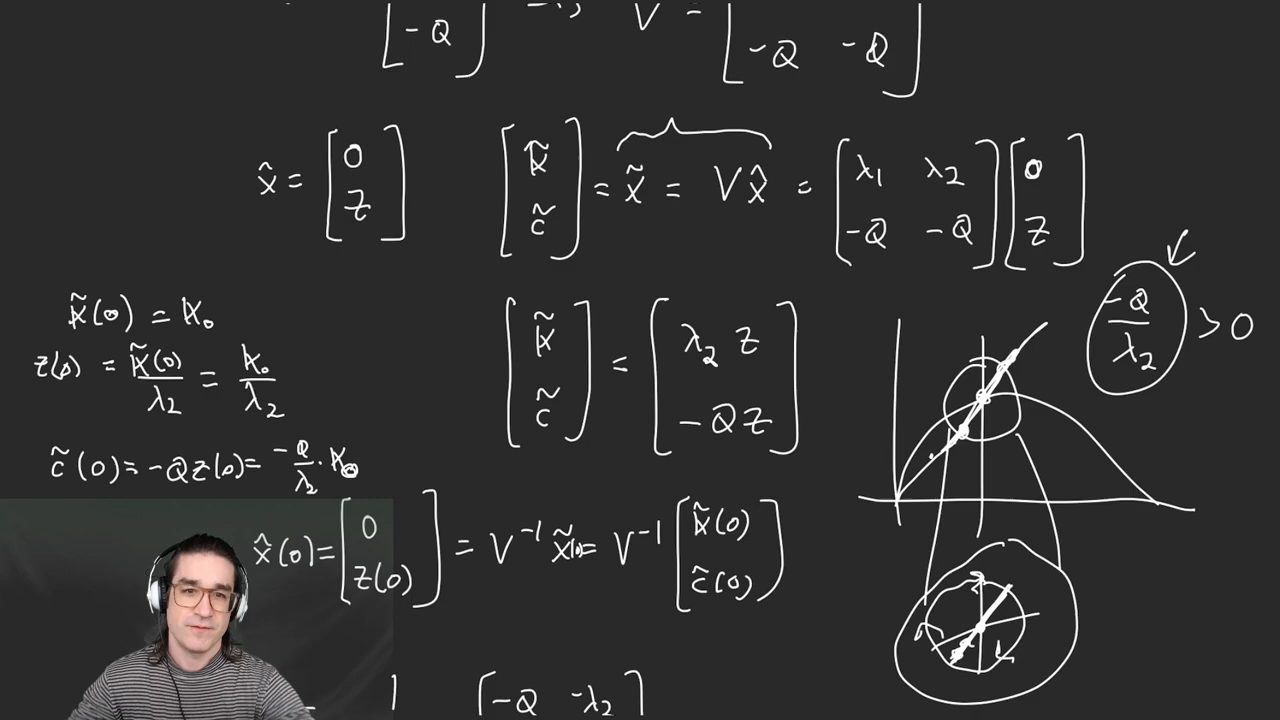 [ -Q ] V = [ -Q -Q ]
x̂ = [ 0 z ] [ k̃ c̃ ] = x̃ = V x̂ = [ λ₁ λ₂ -Q -Q ] [ 0 z ]
-Q/λ₂ > 0
k̃(0) = k₀
z(0) = k̃(0)/λ₂ = k₀/λ₂
[ k̃ c̃ ] = [ λ₂ z -Qz ]
c̃(0) = -Qz(0) = -Q/λ₂ · k₀
x̂(0) = [ 0 z(0) ] = V⁻¹ x̃(0) = V⁻¹ [ k̃(0) c̃(0) ]
1 [ -Q -λ₂ ]